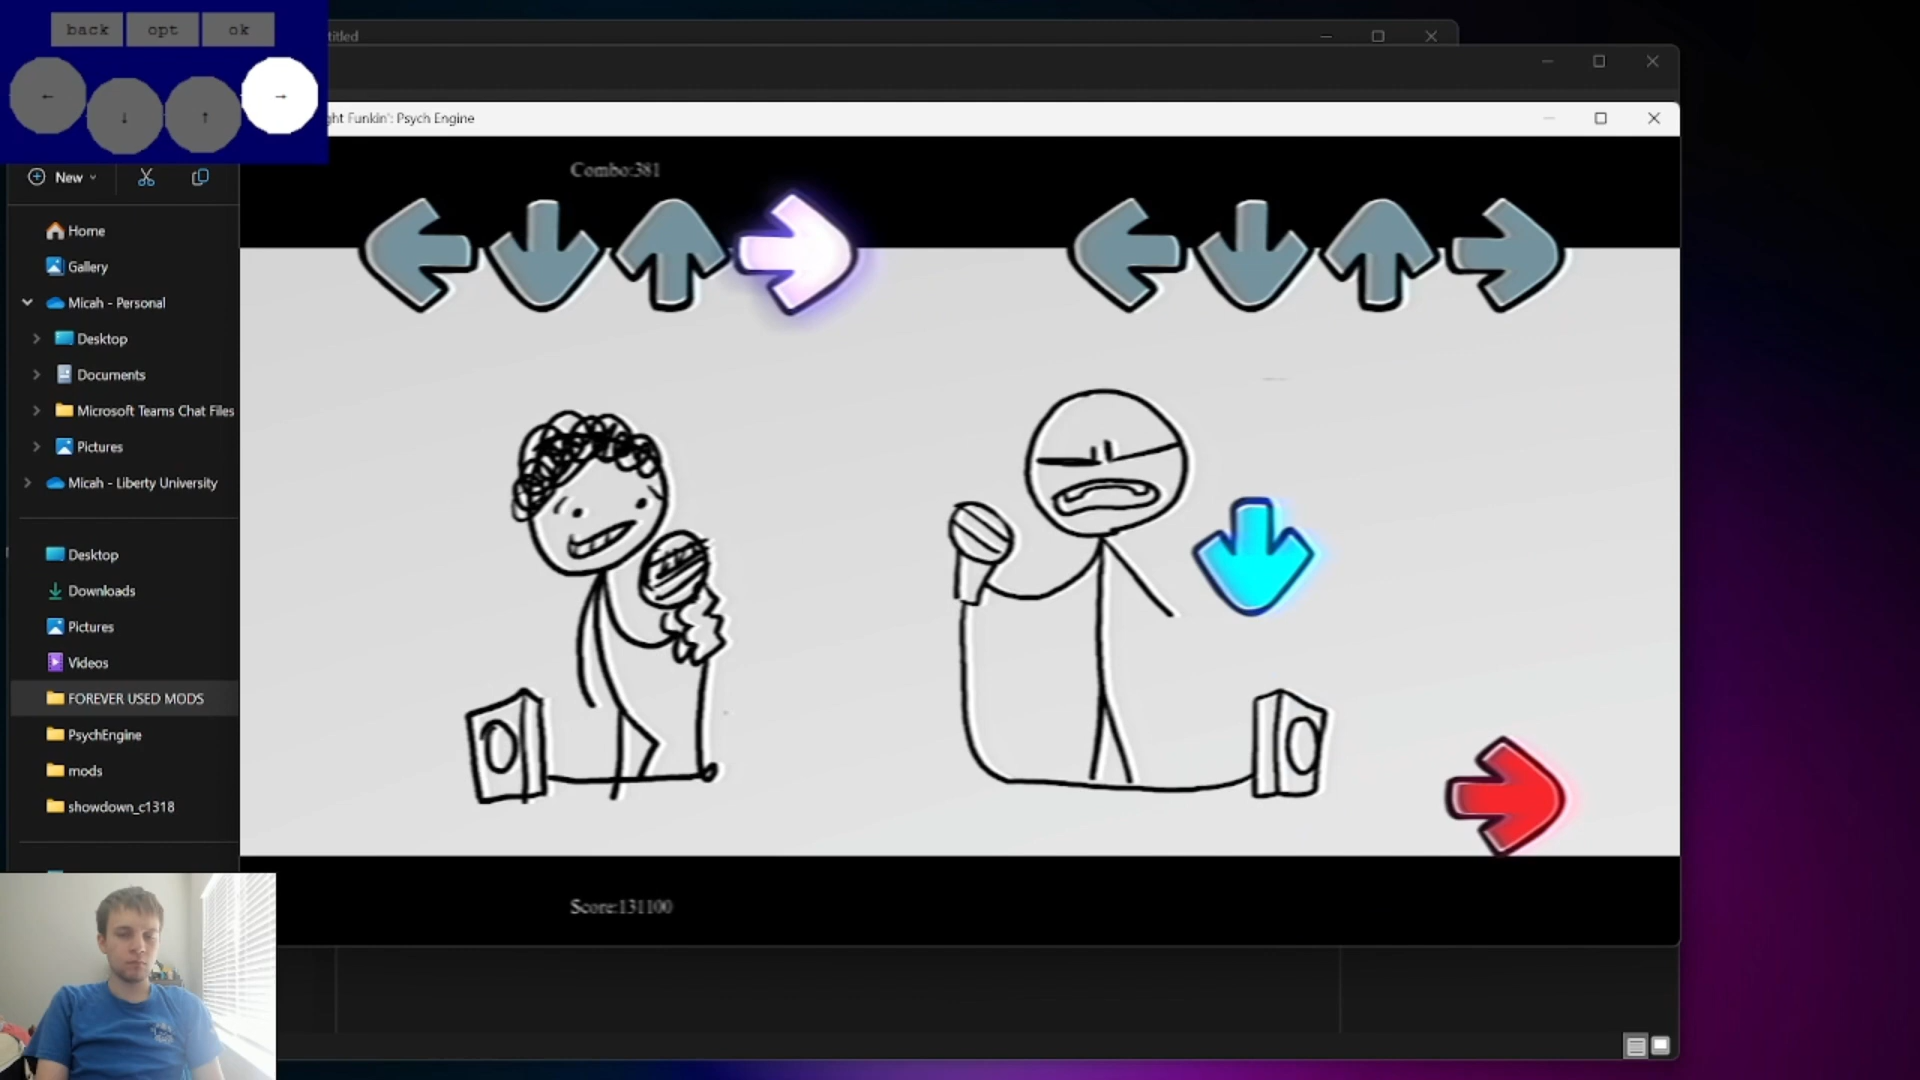 back opt ok
← ↓ ↑ →
titled
ght Funkin': Psych Engine
New
Combo:381
Home
Gallery
Micah - Personal
Desktop
Documents
Microsoft Teams Chat Files
Pictures
Micah - Liberty University
Desktop
Downloads
Pictures
Videos
FOREVER USED MODS
PsychEngine
mods
showdown_c1318
Score:131100